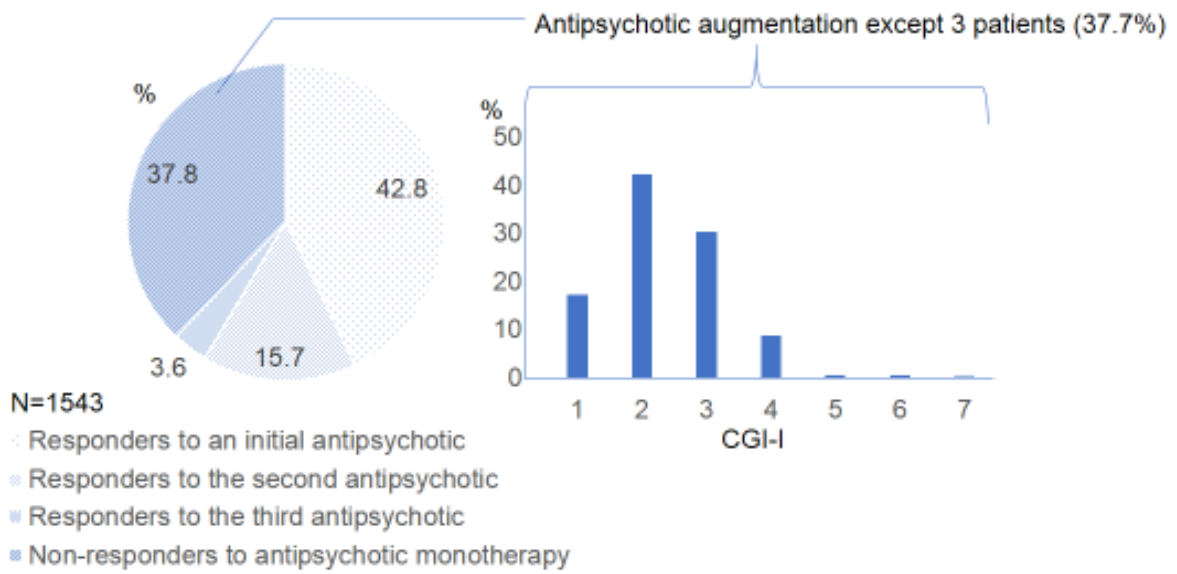 Antipsychotic augmentation except 3 patients (37.7%)
%
37.8
42.8
3.6
15.7
%
50
40
30
20
10
0
1 2 3 4 5 6 7
CGI-I
N=1543
Responders to an initial antipsychotic
Responders to the second antipsychotic
Responders to the third antipsychotic
Non-responders to antipsychotic monotherapy